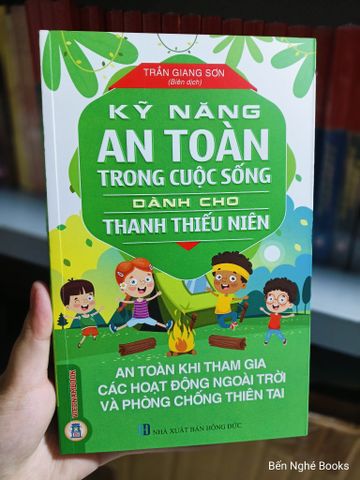 TRẦN GIANG SƠN
(Biên dịch)
KỸ NĂNG
AN TOÀN
TRONG CUỘC SỐNG
DÀNH CHO
THANH THIẾU NIÊN
AN TOÀN KHI THAM GIA
CÁC HOẠT ĐỘNG NGOÀI TRỜI
VÀ PHÒNG CHỐNG THIÊN TAI
NHÀ XUẤT BẢN HỒNG ĐỨC
Bến Nghé Books